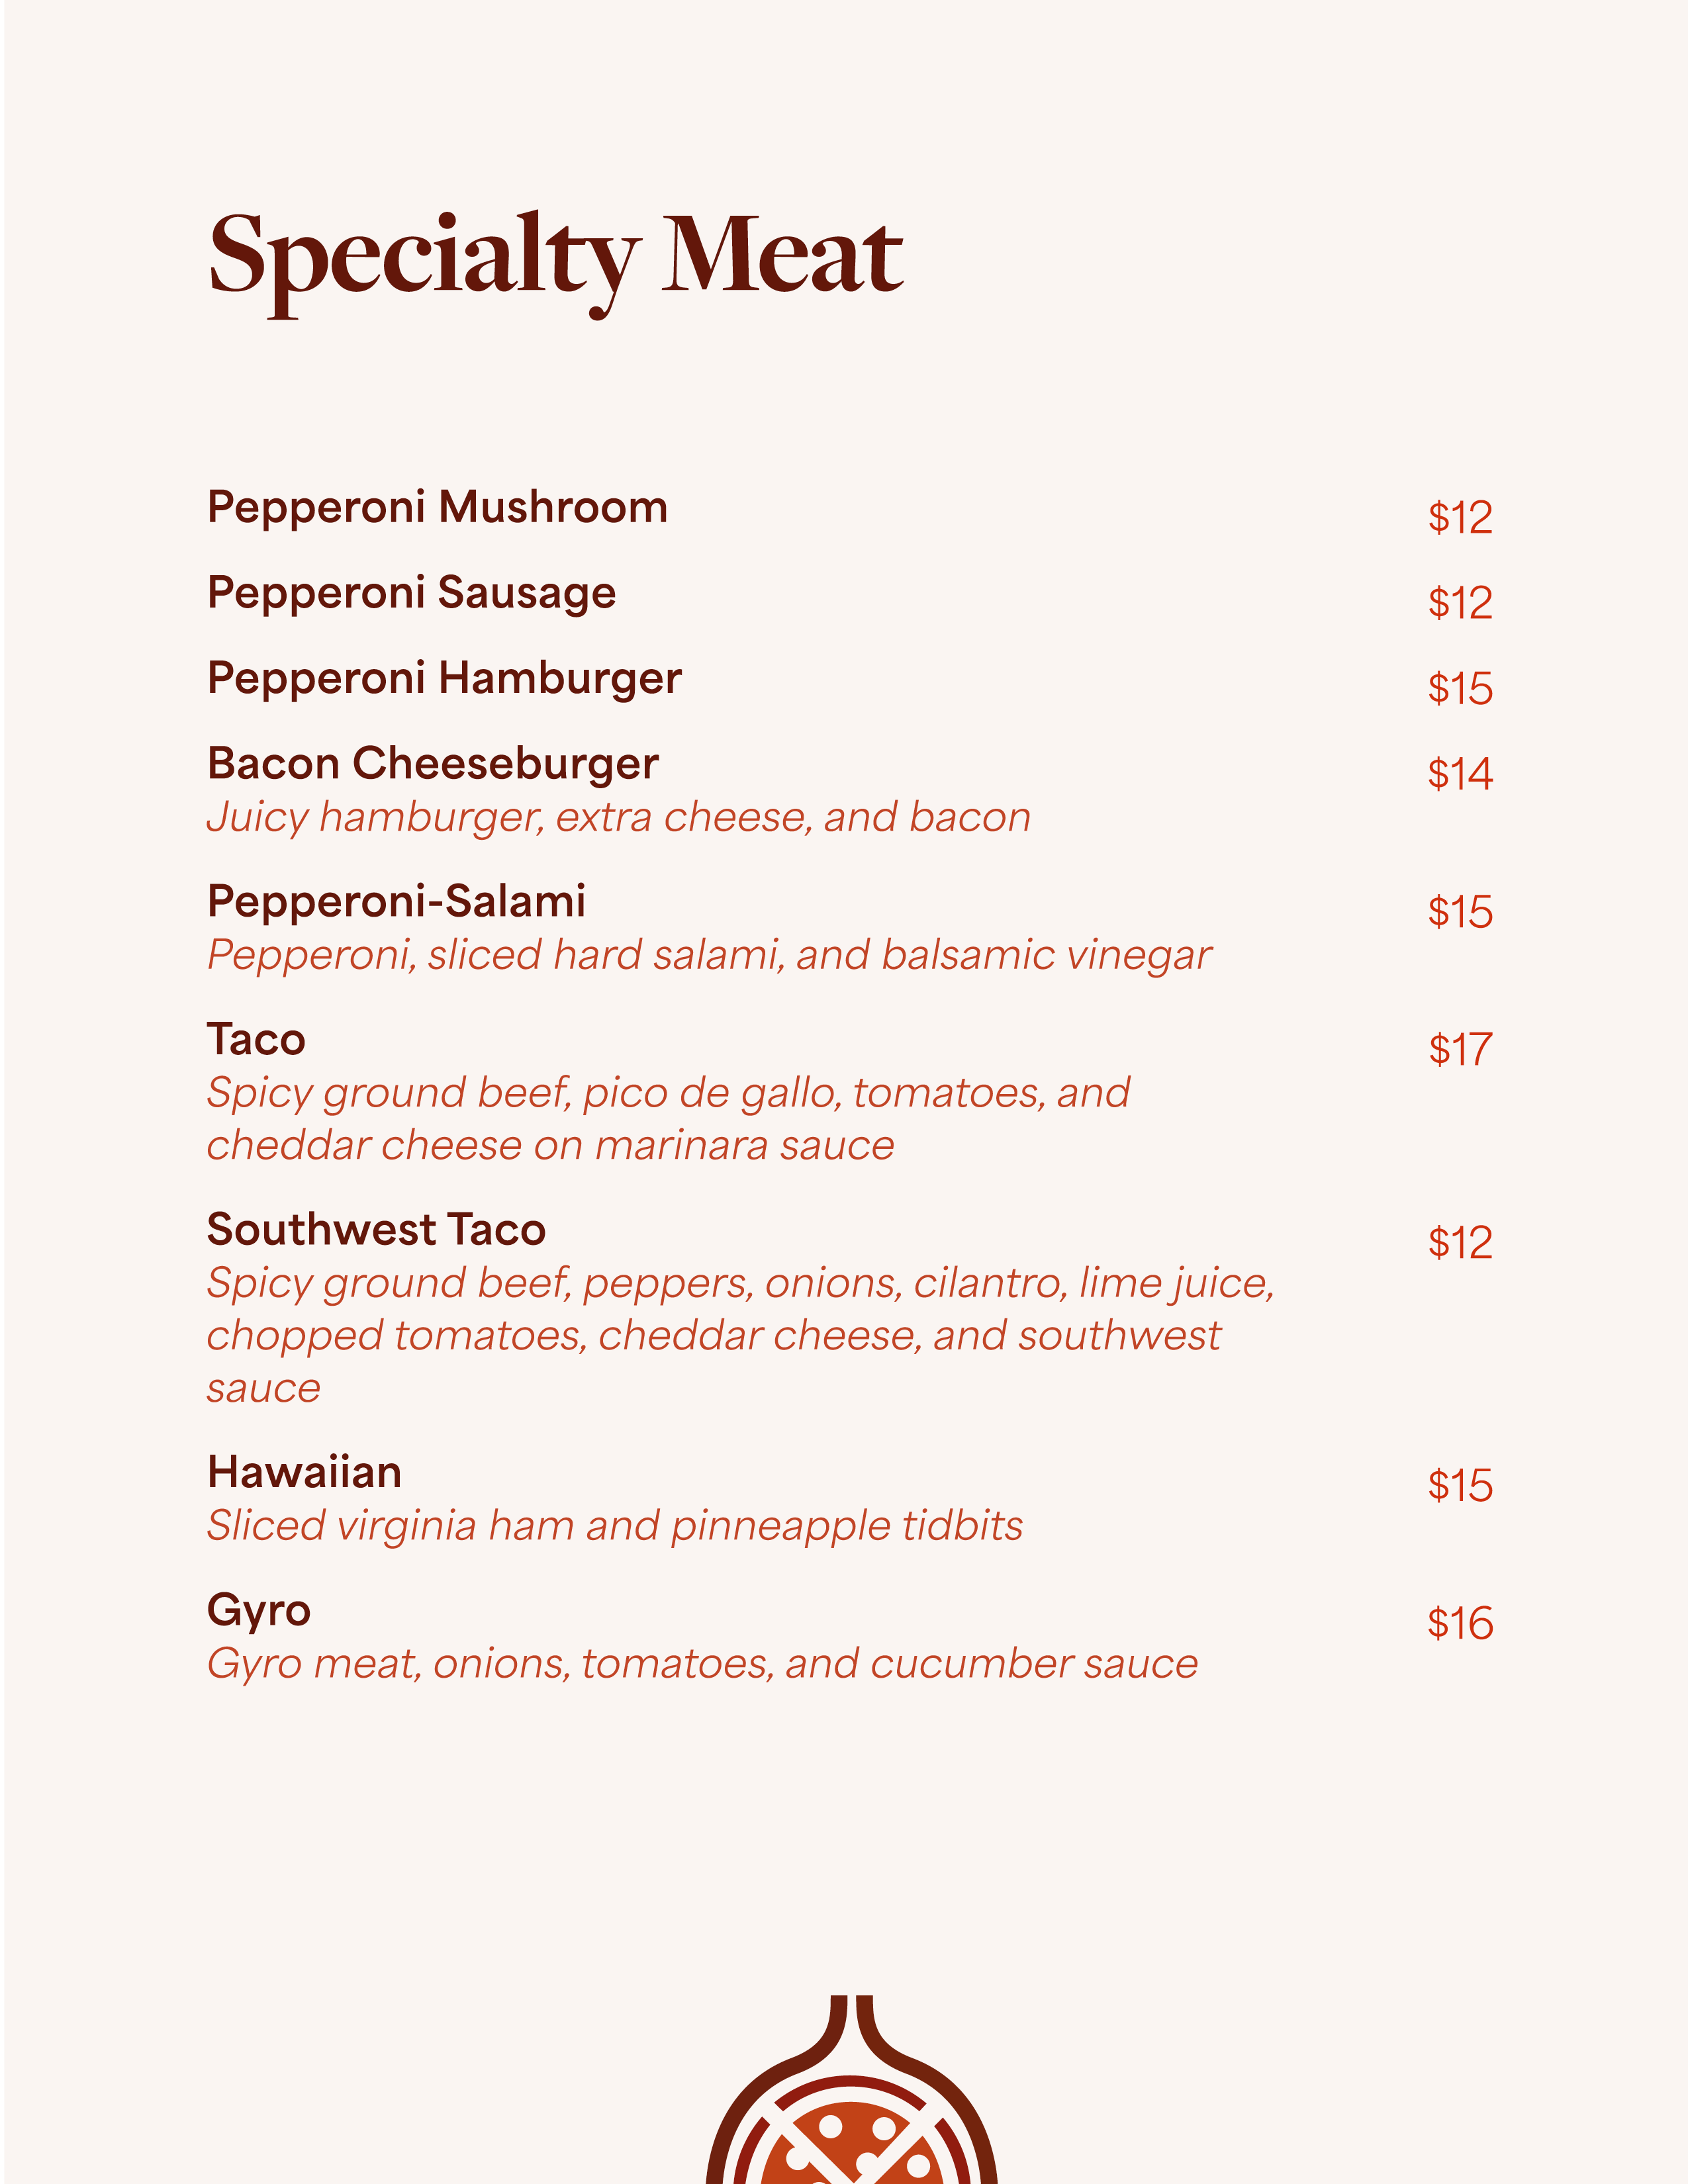 Specialty Meat
Pepperoni Mushroom $12
Pepperoni Sausage $12
Pepperoni Hamburger $15
Bacon Cheeseburger $14
Juicy hamburger, extra cheese, and bacon
Pepperoni-Salami $15
Pepperoni, sliced hard salami, and balsamic vinegar
Taco $17
Spicy ground beef, pico de gallo, tomatoes, and
cheddar cheese on marinara sauce
Southwest Taco $12
Spicy ground beef, peppers, onions, cilantro, lime juice,
chopped tomatoes, cheddar cheese, and southwest
sauce
Hawaiian $15
Sliced virginia ham and pinneapple tidbits
Gyro $16
Gyro meat, onions, tomatoes, and cucumber sauce